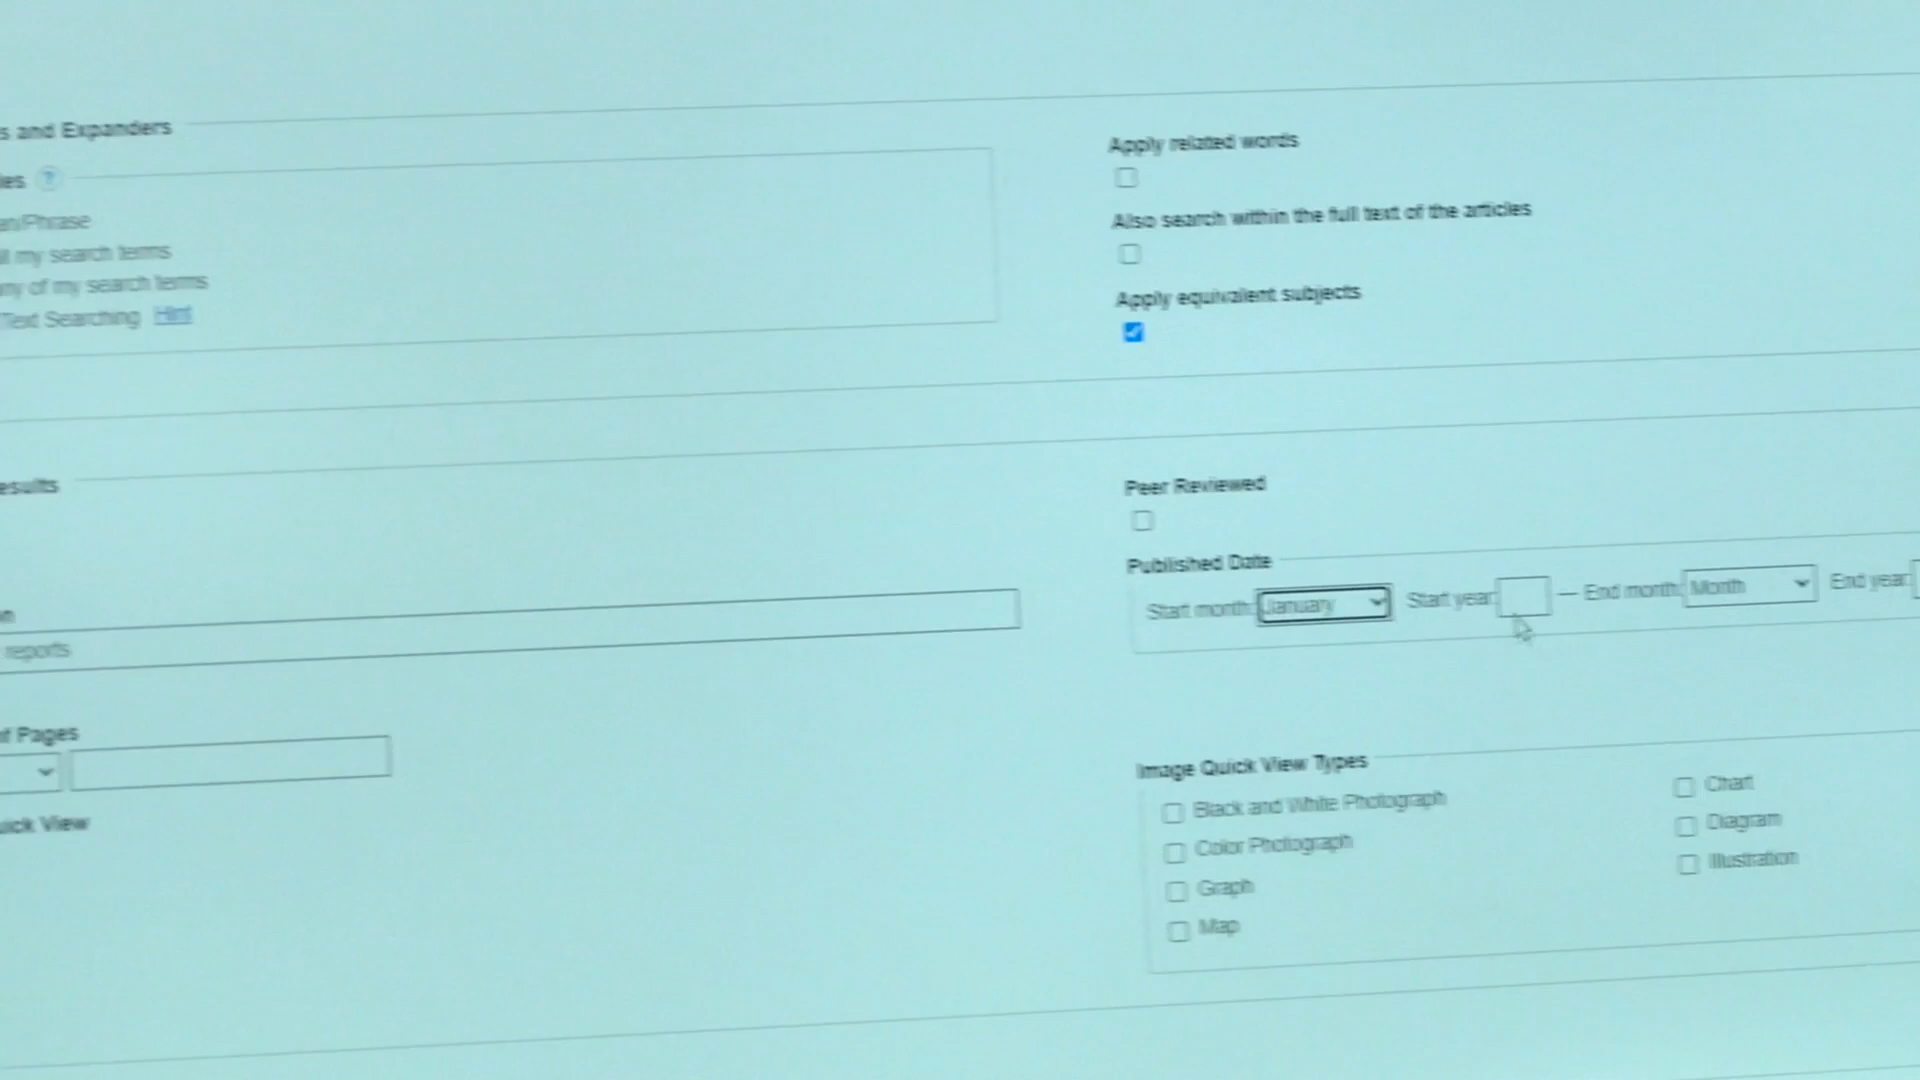 s and Expanders
es ?
an/Phrase
ll my search terms
ny of my search terms
Text Searching Hint
Apply related words
Also search within the full text of the articles
Apply equivalent subjects
esults
n
reports
f Pages
uick View
Peer Reviewed
Published Date
Start month: January Start year: — End month: Month End year:
Image Quick View Types
Black and White Photograph
Color Photograph
Graph
Map
Chart
Diagram
Illustration